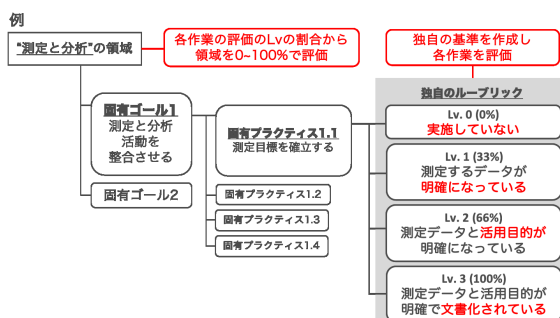 例
“測定と分析”の領域
各作業の評価のLvの割合から
領域を0~100%で評価
独自の基準を作成し
各作業を評価
固有ゴール1
測定と分析
活動を
整合させる
固有ゴール2
固有プラクティス1.1
測定目標を確立する
固有プラクティス1.2
固有プラクティス1.3
固有プラクティス1.4
独自のルーブリック
Lv. 0 (0%)
実施していない
Lv. 1 (33%)
測定するデータが
明確になっている
Lv. 2 (66%)
測定データと活用目的が
明確になっている
Lv. 3 (100%)
測定データと活用目的が
明確で文書化されている